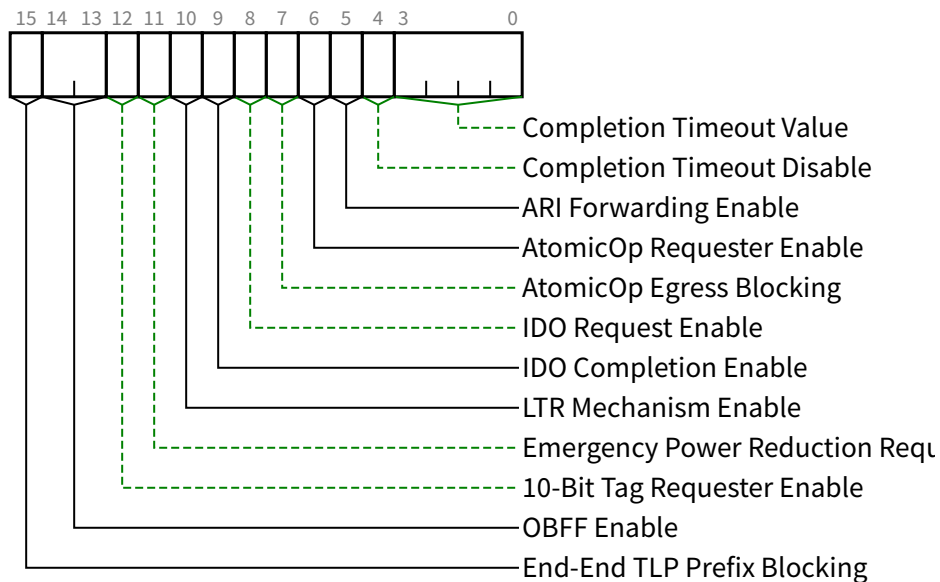 15 14 13 12 11 10 9 8 7 6 5 4 3 0
Completion Timeout Value
Completion Timeout Disable
ARI Forwarding Enable
AtomicOp Requester Enable
AtomicOp Egress Blocking
IDO Request Enable
IDO Completion Enable
LTR Mechanism Enable
Emergency Power Reduction Requ
10-Bit Tag Requester Enable
OBFF Enable
End-End TLP Prefix Blocking